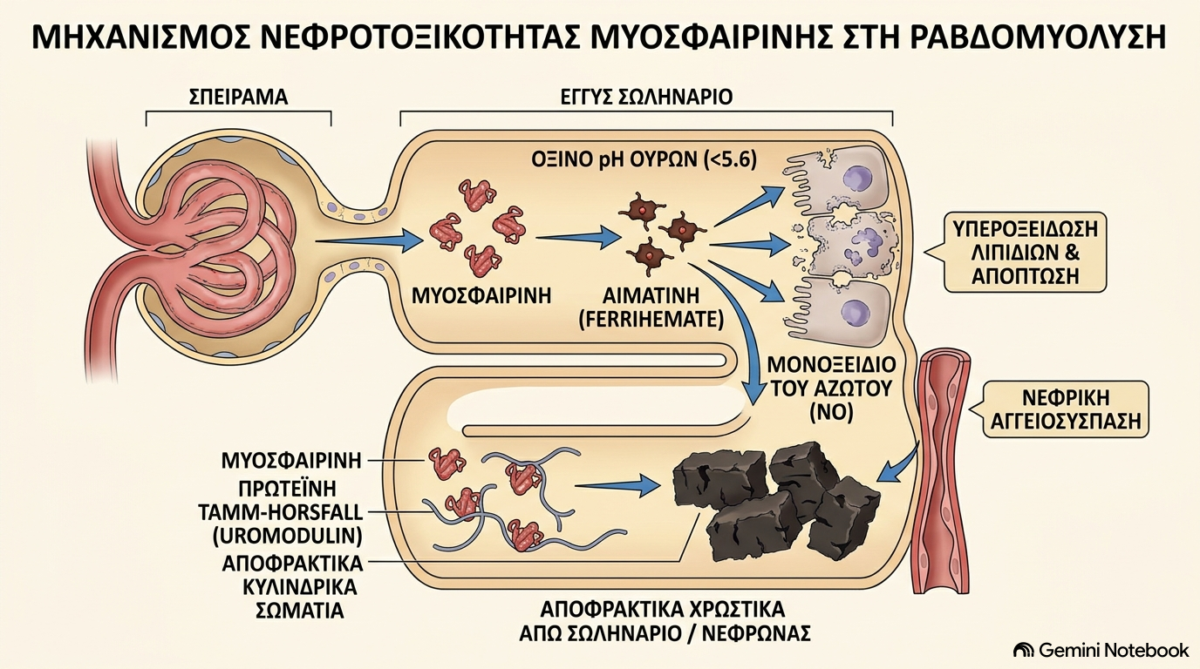 ΜΗΧΑΝΙΣΜΟΣ ΝΕΦΡΟΤΟΞΙΚΟΤΗΤΑΣ ΜΥΟΣΦΑΙΡΙΝΗΣ ΣΤΗ ΡΑΒΔΟΜΥΟΛΥΣΗ
ΣΠΕΙΡΑΜΑ
ΕΓΓΥΣ ΣΩΛΗΝΑΡΙΟ
ΟΞΙΝΟ pH ΟΥΡΩΝ (<5.6)
ΜΥΟΣΦΑΙΡΙΝΗ
ΑΙΜΑΤΙΝΗ
(FERRIHEMATE)
ΥΠΕΡΟΞΕΙΔΩΣΗ
ΛΙΠΙΔΙΩΝ &
ΑΠΟΠΤΩΣΗ
ΜΟΝΟΞΕΙΔΙΟ
ΤΟΥ ΑΖΩΤΟΥ
(NO)
ΝΕΦΡΙΚΗ
ΑΓΓΕΙΟΣΥΣΠΑΣΗ
ΜΥΟΣΦΑΙΡΙΝΗ
ΠΡΩΤΕΪΝΗ
TAMM-HORSFALL
(UROMODULIN)
ΑΠΟΦΡΑΚΤΙΚΑ
ΚΥΛΙΝΔΡΙΚΑ
ΣΩΜΑΤΙΑ
ΑΠΟΦΡΑΚΤΙΚΑ ΧΡΩΣΤΙΚΑ
ΑΠΩ ΣΩΛΗΝΑΡΙΟ / ΝΕΦΡΩΝΑΣ
Gemini Notebook